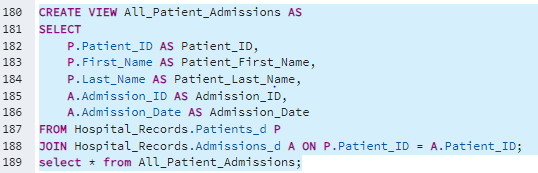 180 CREATE VIEW All_Patient_Admissions AS
181 SELECT
182 P.Patient_ID AS Patient_ID,
183 P.First_Name AS Patient_First_Name,
184 P.Last_Name AS Patient_Last_Name,
185 A.Admission_ID AS Admission_ID,
186 A.Admission_Date AS Admission_Date
187 FROM Hospital_Records.Patients_d P
188 JOIN Hospital_Records.Admissions_d A ON P.Patient_ID = A.Patient_ID;
189 select * from All_Patient_Admissions;